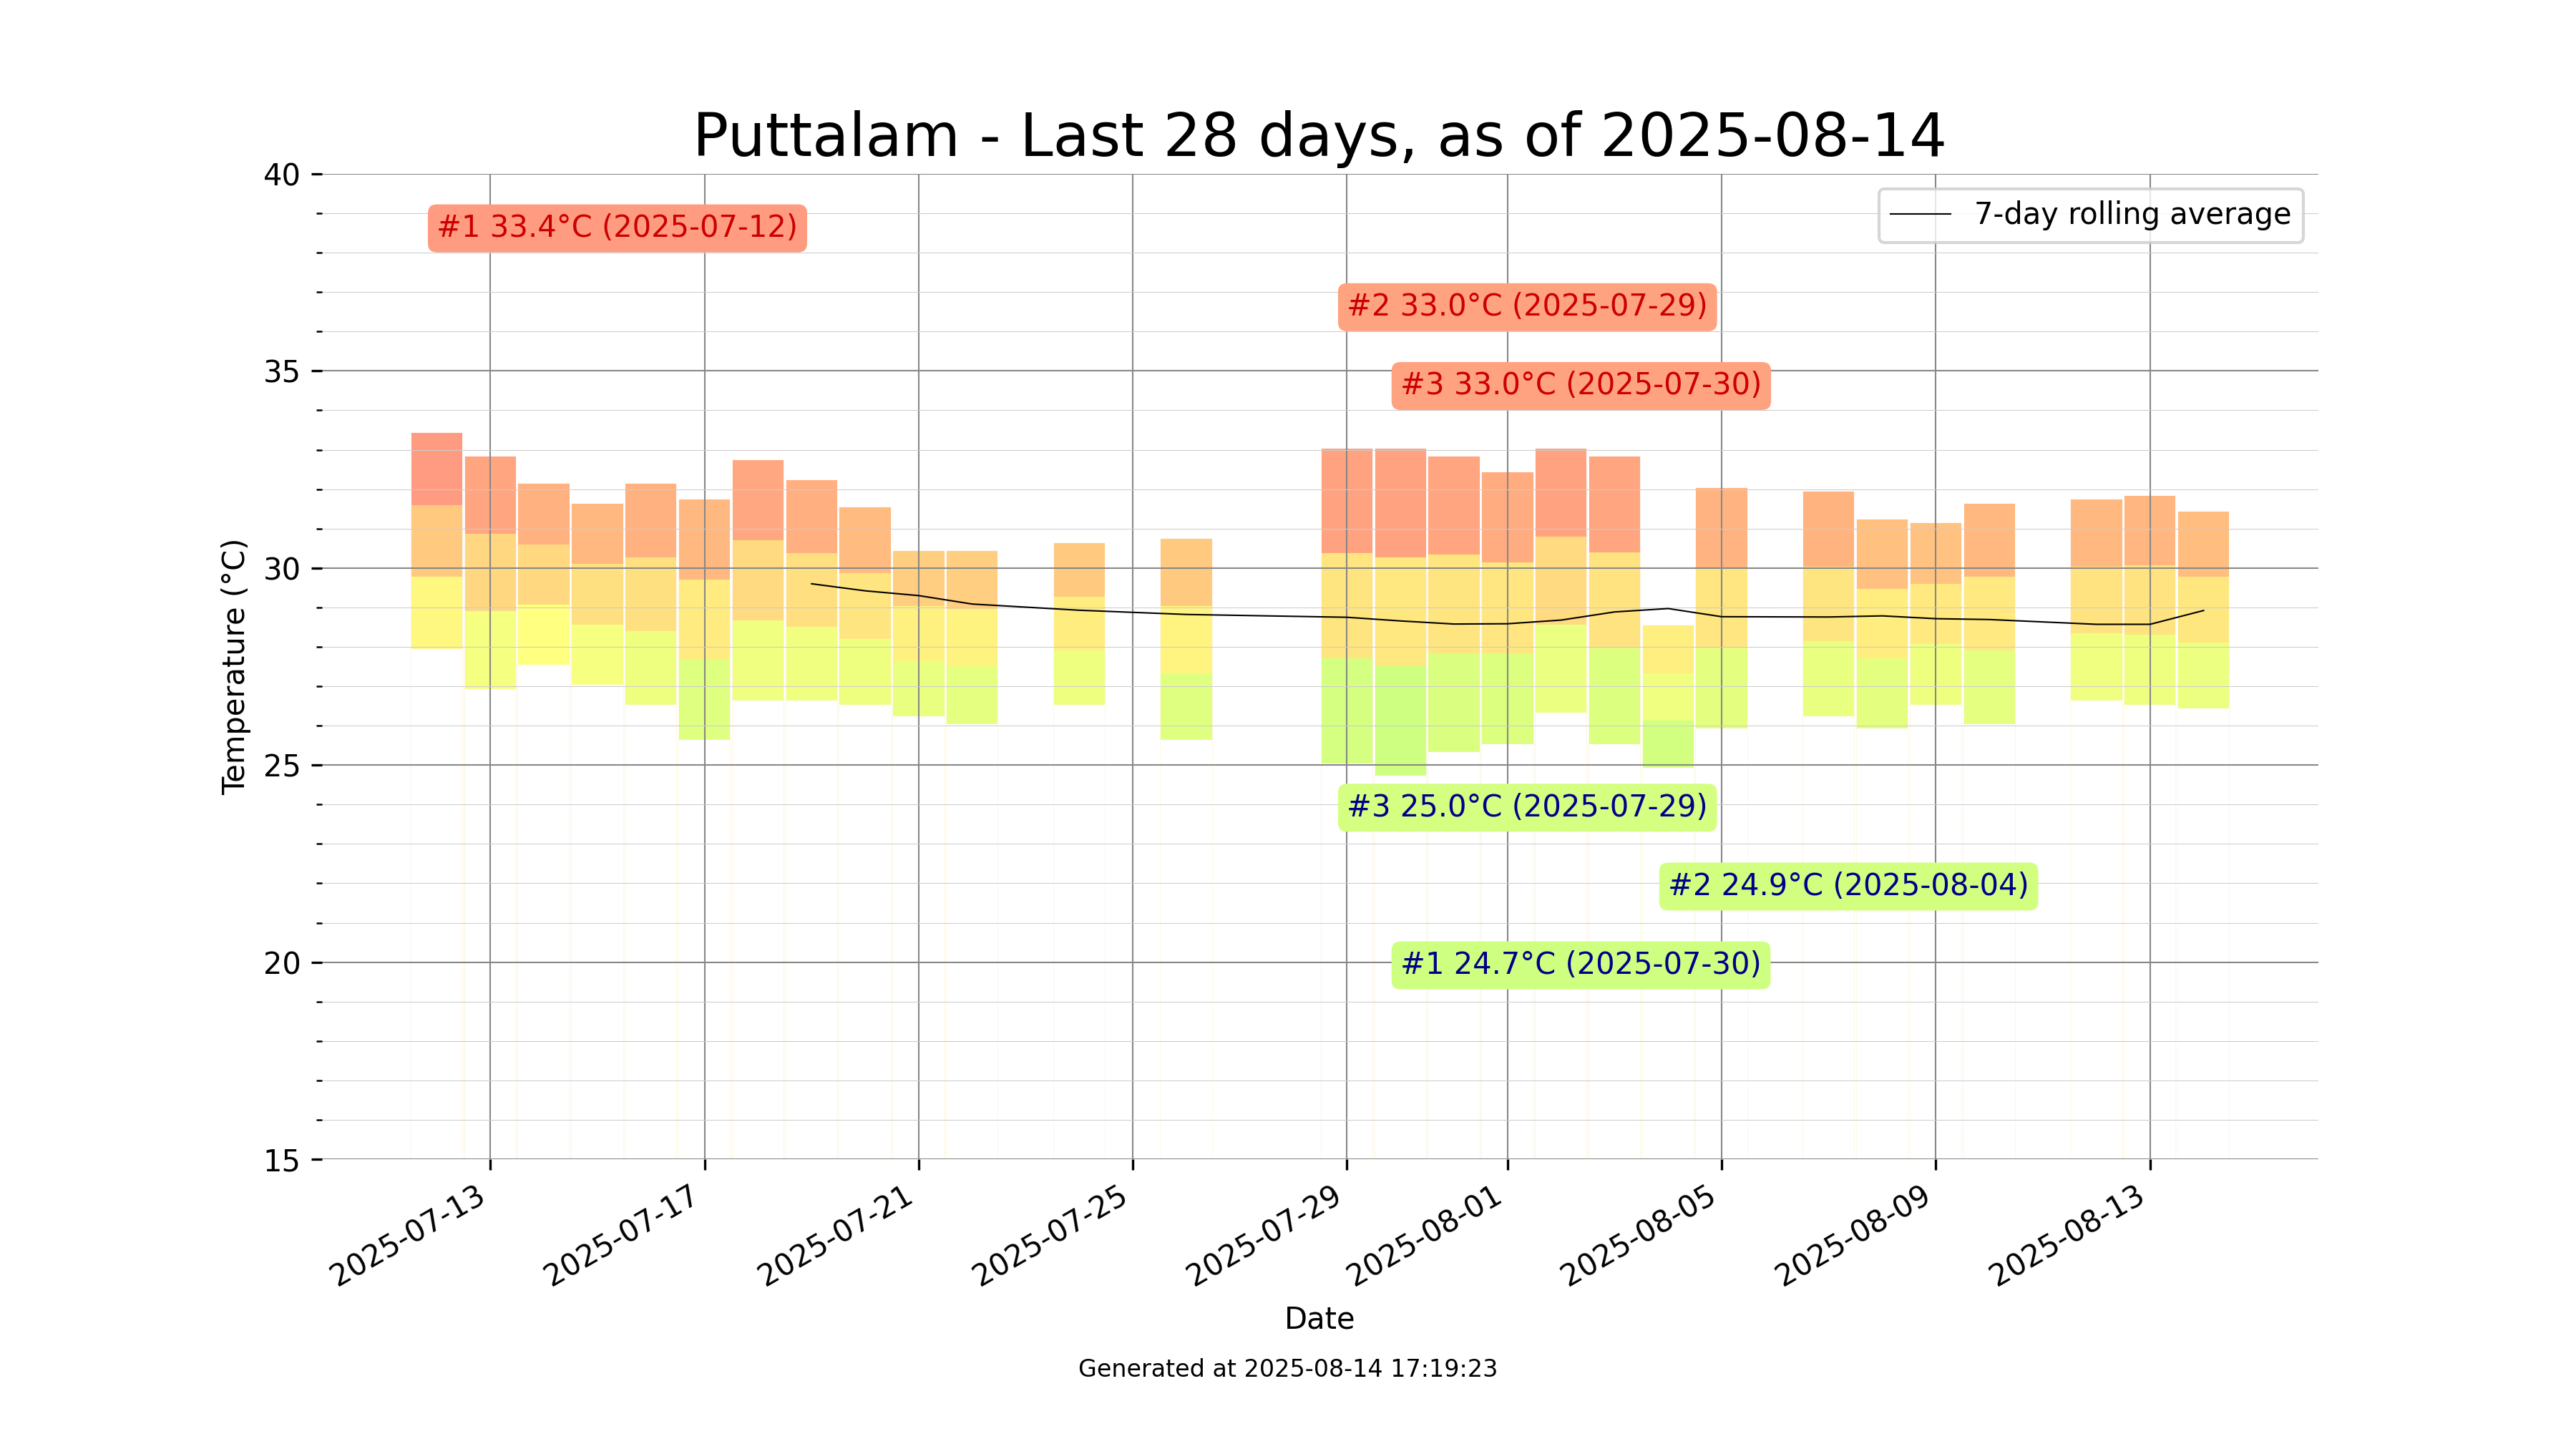 Puttalam - Last 28 days, as of 2025-08-14
40
#1 33.4°C (2025-07-12)
7-day rolling average
#2 33.0°C (2025-07-29)
35
#3 33.0°C (2025-07-30)
30
Temperature (°C)
25
#3 25.0°C (2025-07-29)
#2 24.9°C (2025-08-04)
20
#1 24.7°C (2025-07-30)
15
2025-07-13
2025-07-17
2025-07-21
2025-07-25
2025-07-29
2025-08-01
2025-08-05
2025-08-09
2025-08-13
Date
Generated at 2025-08-14 17:19:23